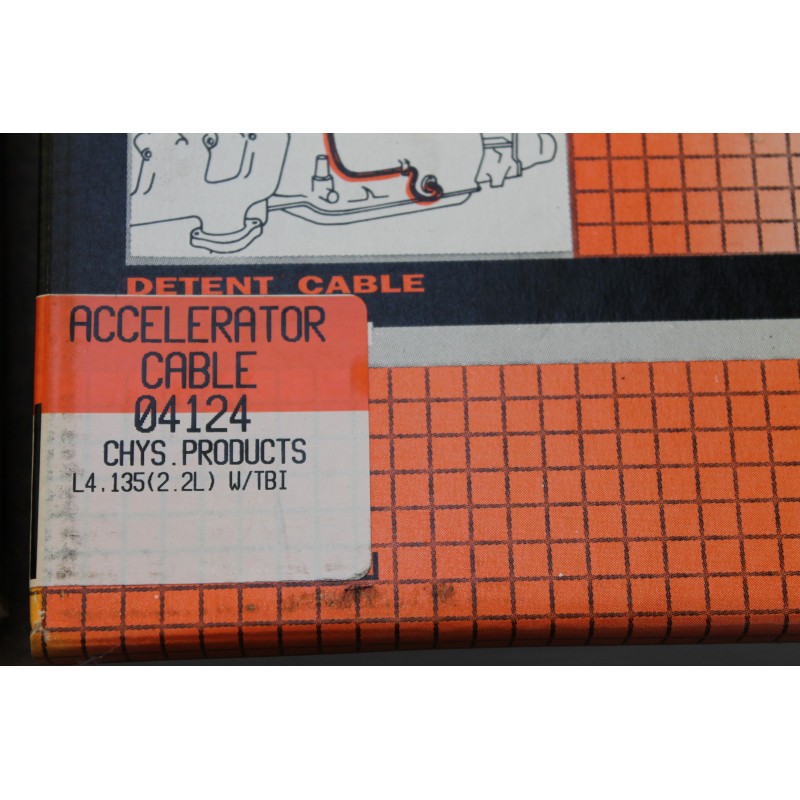 DETENT CABLE
ACCELERATOR
CABLE
04124
CHYS.PRODUCTS
L4.135(2.2L) W/TBI